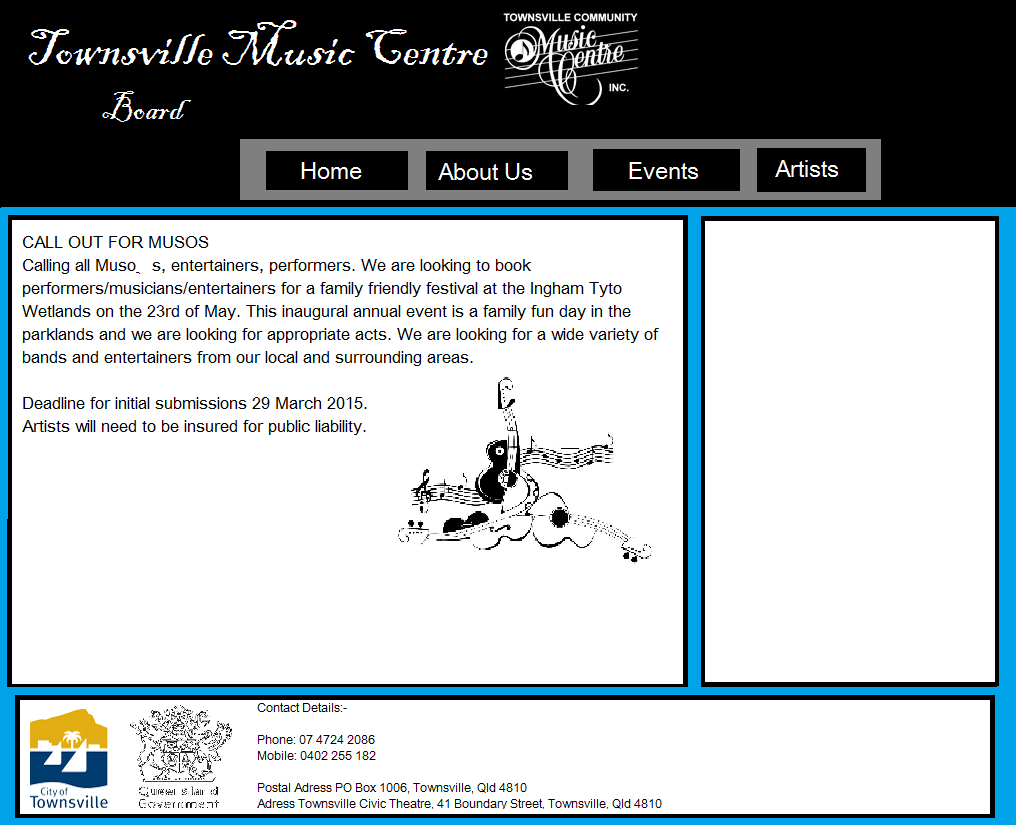 Townsville Music Centre
Board
TOWNSVILLE COMMUNITY
Music
Centre
INC.
Home
About Us
Events
Artists
CALL OUT FOR MUSOS
Calling all Muso_ s, entertainers, performers. We are looking to book
performers/musicians/entertainers for a family friendly festival at the Ingham Tyto
Wetlands on the 23rd of May. This inaugural annual event is a family fun day in the
parklands and we are looking for appropriate acts. We are looking for a wide variety of
bands and entertainers from our local and surrounding areas.
Deadline for initial submissions 29 March 2015.
Artists will need to be insured for public liability.
City of
Townsville
Queensland
Government
Contact Details:-
Phone: 07 4724 2086
Mobile: 0402 255 182
Postal Adress PO Box 1006, Townsville, Qld 4810
Adress Townsville Civic Theatre, 41 Boundary Street, Townsville, Qld 4810